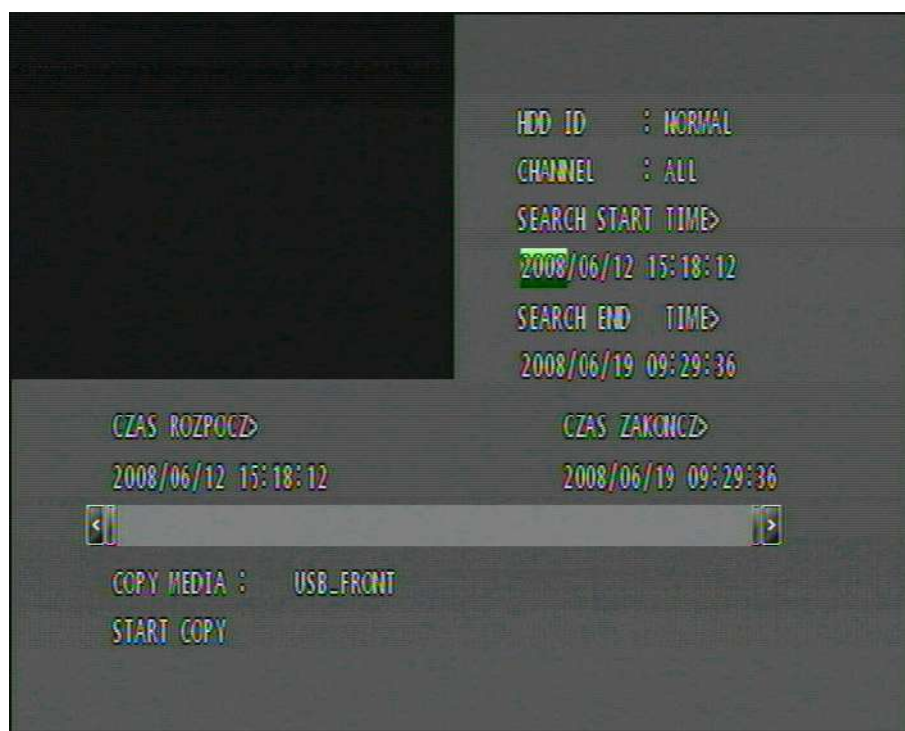 HDD ID : NORMAL
CHANNEL : ALL
SEARCH START TIME>
2008/06/12 15:18:12
SEARCH END TIME>
2008/06/19 09:29:36
CZAS ROZPOCZ>
CZAS ZAKONCZ>
2008/06/12 15:18:12
2008/06/19 09:29:36
< >
COPY MEDIA : USB_FRONT
START COPY